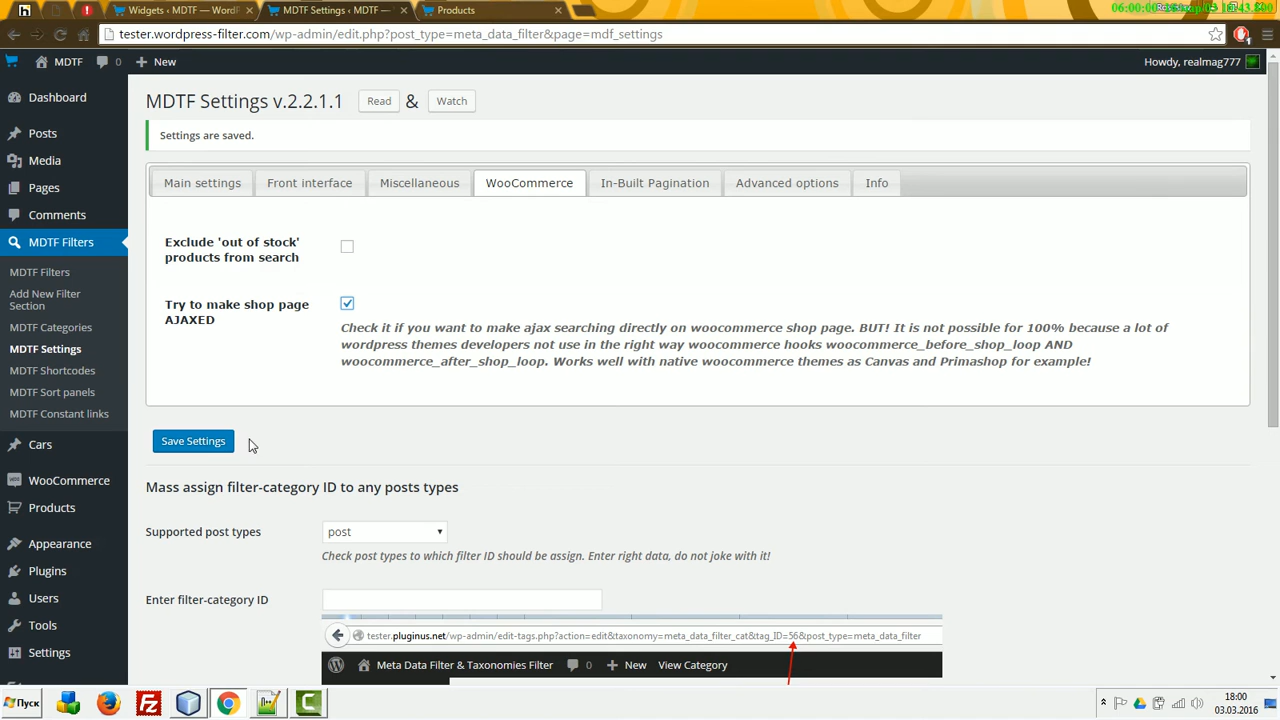 Widgets ‹ MDTF — WordPr
MDTF Settings ‹ MDTF —
Products
tester.wordpress-filter.com/wp-admin/edit.php?post_type=meta_data_filter&page=mdf_settings
MDTF
0
New
Howdy, realmag777
Dashboard
Posts
Media
Pages
Comments
MDTF Filters
MDTF Filters
Add New Filter
Section
MDTF Categories
MDTF Settings
MDTF Shortcodes
MDTF Sort panels
MDTF Constant links
Cars
WooCommerce
Products
Appearance
Plugins
Users
Tools
Settings
MDTF Settings v.2.2.1.1
Read
&
Watch
Settings are saved.
Main settings
Front interface
Miscellaneous
WooCommerce
In-Built Pagination
Advanced options
Info
Exclude 'out of stock'
products from search
Try to make shop page
AJAXED
Check it if you want to make ajax searching directly on woocommerce shop page. BUT! It is not possible for 100% because a lot of
wordpress themes developers not use in the right way woocommerce hooks woocommerce_before_shop_loop AND
woocommerce_after_shop_loop. Works well with native woocommerce themes as Canvas and Primashop for example!
Save Settings
Mass assign filter-category ID to any posts types
Supported post types
post
Check post types to which filter ID should be assign. Enter right data, do not joke with it!
Enter filter-category ID
tester.pluginus.net/wp-admin/edit-tags.php?action=edit&taxonomy=meta_data_filter_cat&tag_ID=56&post_type=meta_data_filter
Meta Data Filter & Taxonomies Filter
0
New
View Category
Пуск
18:00
03.03.2016